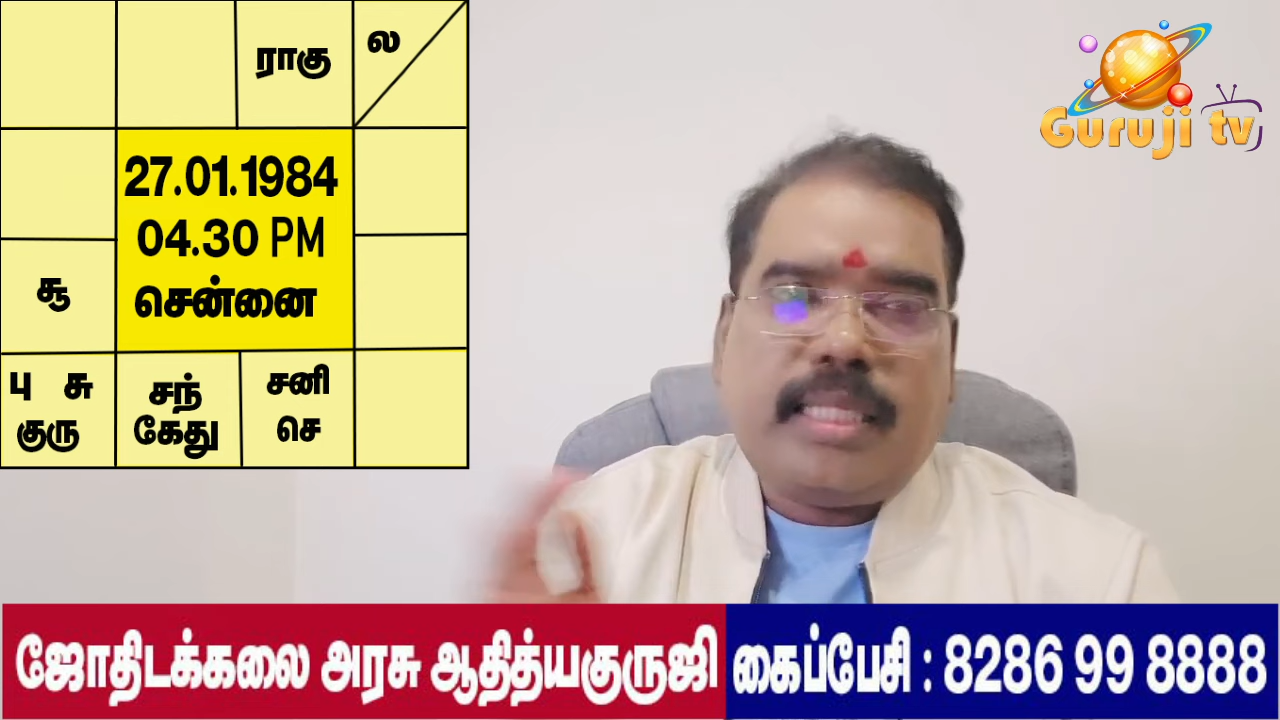 ராகு
ல
27.01.1984
04.30 PM
சென்னை
சூ
பு சு
குரு
சந்
கேது
சனி
செ
Guruji tv
ஜோதிடக்கலை அரசு ஆதித்யகுருஜி
கைப்பேசி : 8286 99 8888